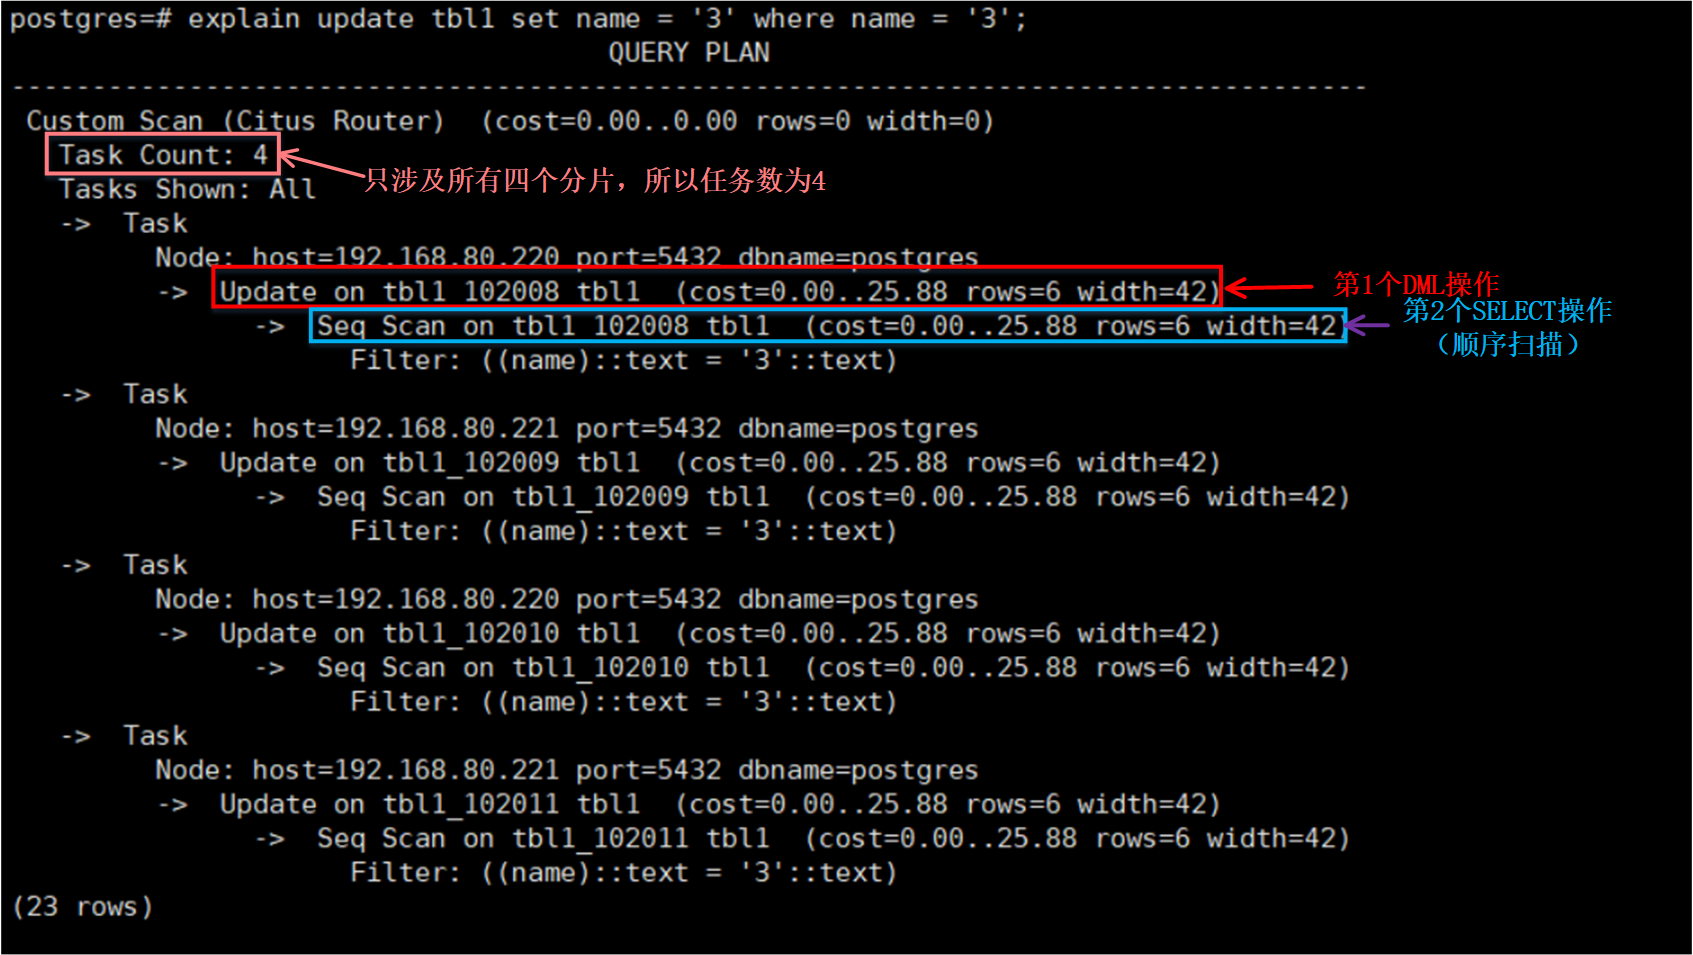 postgres=# explain update tbl1 set name = '3' where name = '3';
QUERY PLAN
-------------------------------------------------------------------------------------
Custom Scan (Citus Router)  (cost=0.00..0.00 rows=0 width=0)
Task Count: 4
只涉及所有四个分片，所以任务数为4
Tasks Shown: All
->  Task
Node: host=192.168.80.220 port=5432 dbname=postgres
->  Update on tbl1_102008 tbl1  (cost=0.00..25.88 rows=6 width=42)
第1个DML操作
->  Seq Scan on tbl1_102008 tbl1  (cost=0.00..25.88 rows=6 width=42)
第2个SELECT操作
（顺序扫描）
Filter: ((name)::text = '3'::text)
->  Task
Node: host=192.168.80.221 port=5432 dbname=postgres
->  Update on tbl1_102009 tbl1  (cost=0.00..25.88 rows=6 width=42)
->  Seq Scan on tbl1_102009 tbl1  (cost=0.00..25.88 rows=6 width=42)
Filter: ((name)::text = '3'::text)
->  Task
Node: host=192.168.80.220 port=5432 dbname=postgres
->  Update on tbl1_102010 tbl1  (cost=0.00..25.88 rows=6 width=42)
->  Seq Scan on tbl1_102010 tbl1  (cost=0.00..25.88 rows=6 width=42)
Filter: ((name)::text = '3'::text)
->  Task
Node: host=192.168.80.221 port=5432 dbname=postgres
->  Update on tbl1_102011 tbl1  (cost=0.00..25.88 rows=6 width=42)
->  Seq Scan on tbl1_102011 tbl1  (cost=0.00..25.88 rows=6 width=42)
Filter: ((name)::text = '3'::text)
(23 rows)